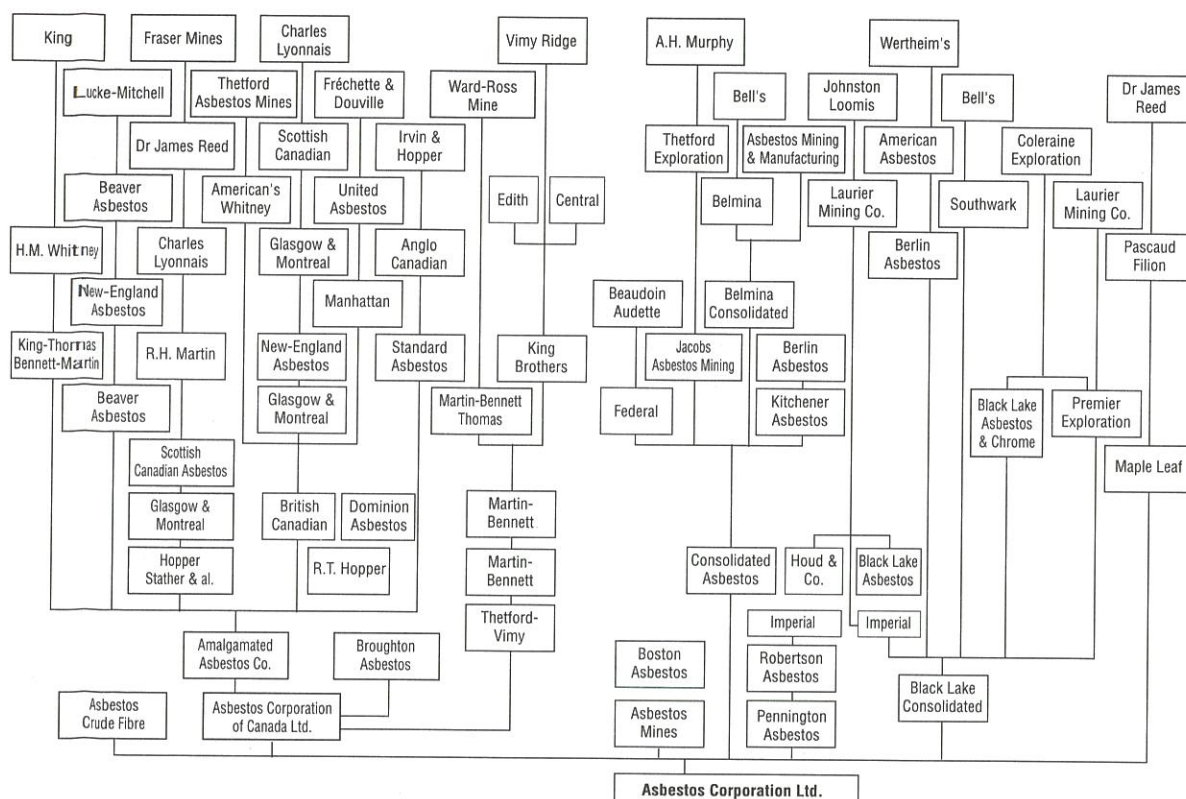 King
Fraser Mines
Charles
Lyonnais
Vimy Ridge
A.H. Murphy
Wertheim's
Lucke-Mitchell
Thetford
Asbestos Mines
Fréchette &
Douville
Ward-Ross
Mine
Bell's
Johnston
Loomis
Bell's
Dr James
Reed
Dr James Reed
Scottish
Canadian
Irvin &
Hopper
Thetford
Exploration
Asbestos Mining
& Manufacturing
American
Asbestos
Coleraine
Exploration
Beaver
Asbestos
American's
Whitney
United
Asbestos
Edith
Central
Belmina
Laurier
Mining Co.
Southwark
Laurier
Mining Co.
H.M. Whitney
Charles
Lyonnais
Glasgow &
Montreal
Anglo
Canadian
Berlin
Asbestos
Pascaud
Filion
New-England
Asbestos
Manhattan
Beaudoin
Audette
Belmina
Consolidated
King-Thomas
Bennett-Martin
R.H. Martin
New-England
Asbestos
Standard
Asbestos
King
Brothers
Jacobs
Asbestos Mining
Berlin
Asbestos
Beaver
Asbestos
Glasgow &
Montreal
Martin-Bennett
Thomas
Federal
Kitchener
Asbestos
Black Lake
Asbestos
& Chrome
Premier
Exploration
Scottish
Canadian Asbestos
Maple Leaf
Glasgow &
Montreal
British
Canadian
Dominion
Asbestos
Martin-
Bennett
Hopper
Stather & al.
R.T. Hopper
Martin-
Bennett
Consolidated
Asbestos
Houd &
Co.
Black Lake
Asbestos
Thetford-
Vimy
Imperial
Imperial
Amalgamated
Asbestos Co.
Broughton
Asbestos
Boston
Asbestos
Robertson
Asbestos
Black Lake
Consolidated
Asbestos
Crude Fibre
Asbestos Corporation
of Canada Ltd.
Asbestos
Mines
Pennington
Asbestos
Asbestos Corporation Ltd.